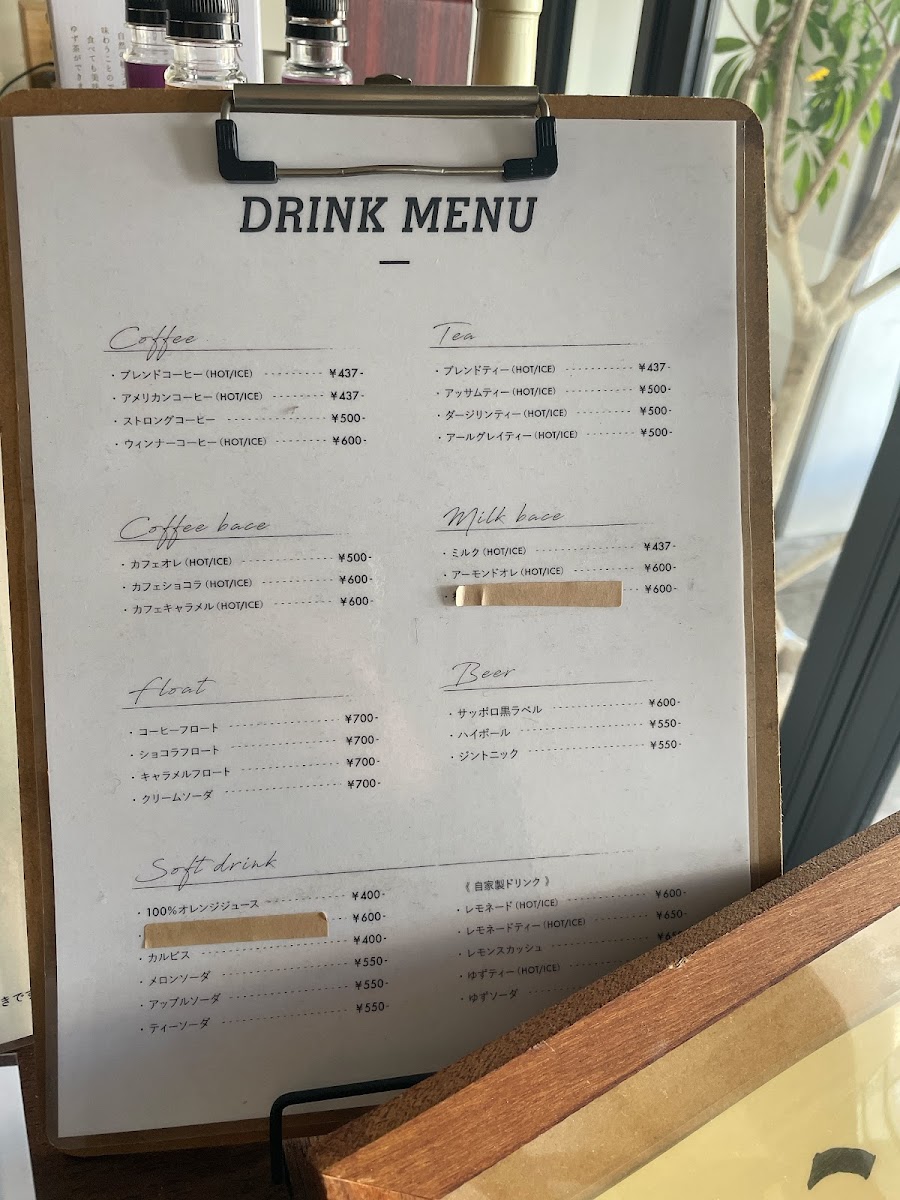 DRINK MENU
Coffee
・ブレンドコーヒー(HOT/ICE) ¥437-
・アメリカンコーヒー(HOT/ICE) ¥437-
・ストロングコーヒー ¥500-
・ウィンナーコーヒー(HOT/ICE) ¥600-
Tea
・ブレンドティー(HOT/ICE) ¥437-
・アッサムティー(HOT/ICE) ¥500-
・ダージリンティー(HOT/ICE) ¥500-
・アールグレイティー(HOT/ICE) ¥500-
Coffee bace
・カフェオレ(HOT/ICE) ¥500-
・カフェショコラ(HOT/ICE) ¥600-
・カフェキャラメル(HOT/ICE) ¥600-
Milk bace
・ミルク(HOT/ICE) ¥437-
・アーモンドオレ(HOT/ICE) ¥600-
¥600-
float
・コーヒーフロート ¥700-
・ショコラフロート ¥700-
・キャラメルフロート ¥700-
・クリームソーダ ¥700-
Beer
・サッポロ黒ラベル ¥600-
・ハイボール ¥550-
・ジントニック ¥550-
Soft drink
・100%オレンジジュース ¥400-
¥600-
・カルピス ¥400-
・メロンソーダ ¥550-
・アップルソーダ ¥550-
・ティーソーダ ¥550-
《自家製ドリンク》
・レモネード(HOT/ICE) ¥600-
・レモネードティー(HOT/ICE) ¥650-
・レモンスカッシュ
・ゆずティー(HOT/ICE)
・ゆずソーダ